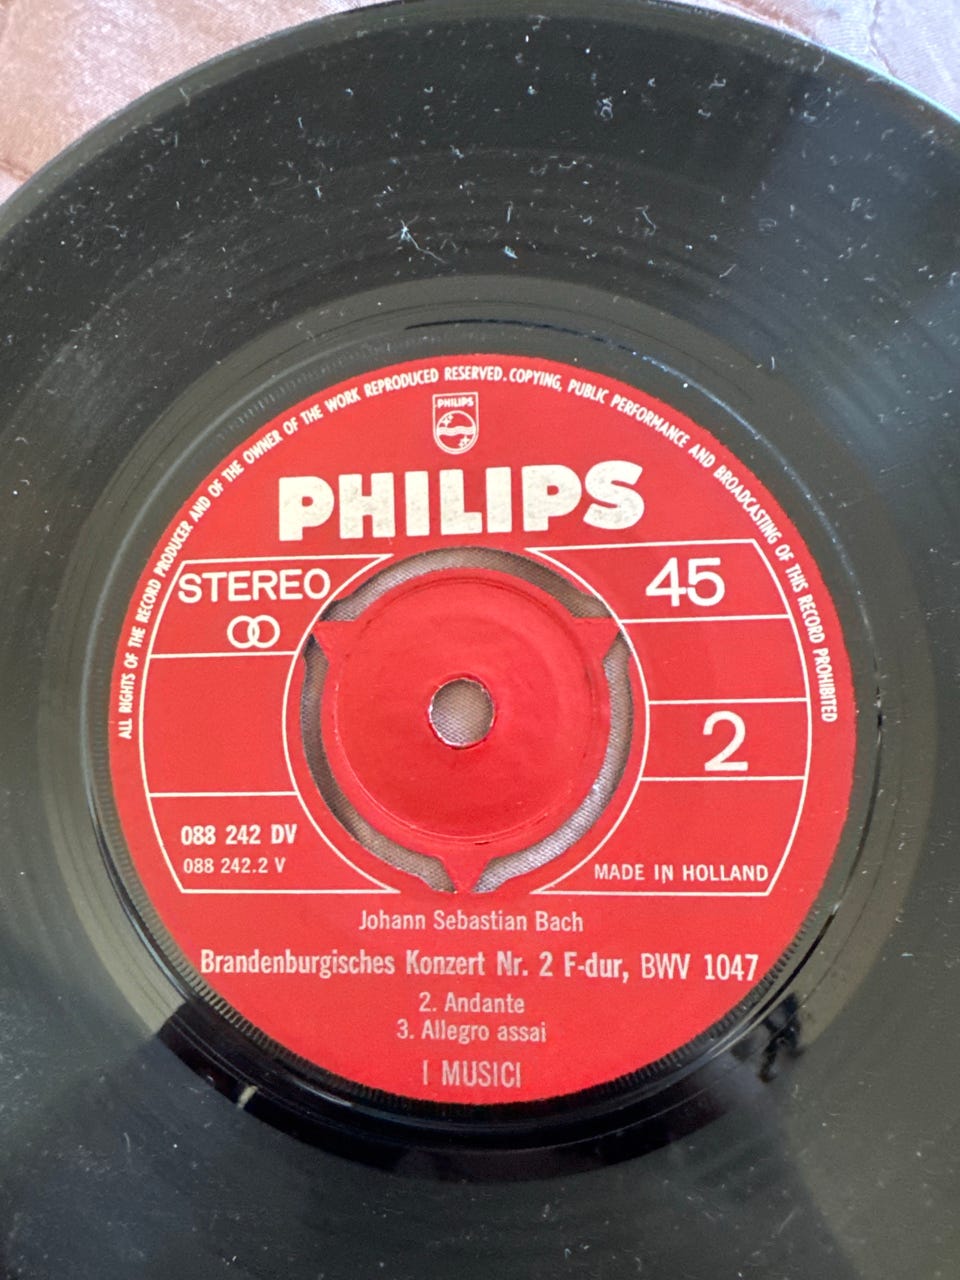 ALL RIGHTS OF THE RECORD PRODUCER AND OF THE OWNER OF THE WORK REPRODUCED RESERVED. COPYING, PUBLIC PERFORMANCE AND BROADCASTING OF THIS RECORD PROHIBITED
PHILIPS
PHILIPS
STEREO
45
2
088 242 DV
088 242.2 V
MADE IN HOLLAND
Johann Sebastian Bach
Brandenburgisches Konzert Nr. 2 F-dur, BWV 1047
2. Andante
3. Allegro assai
I MUSICI